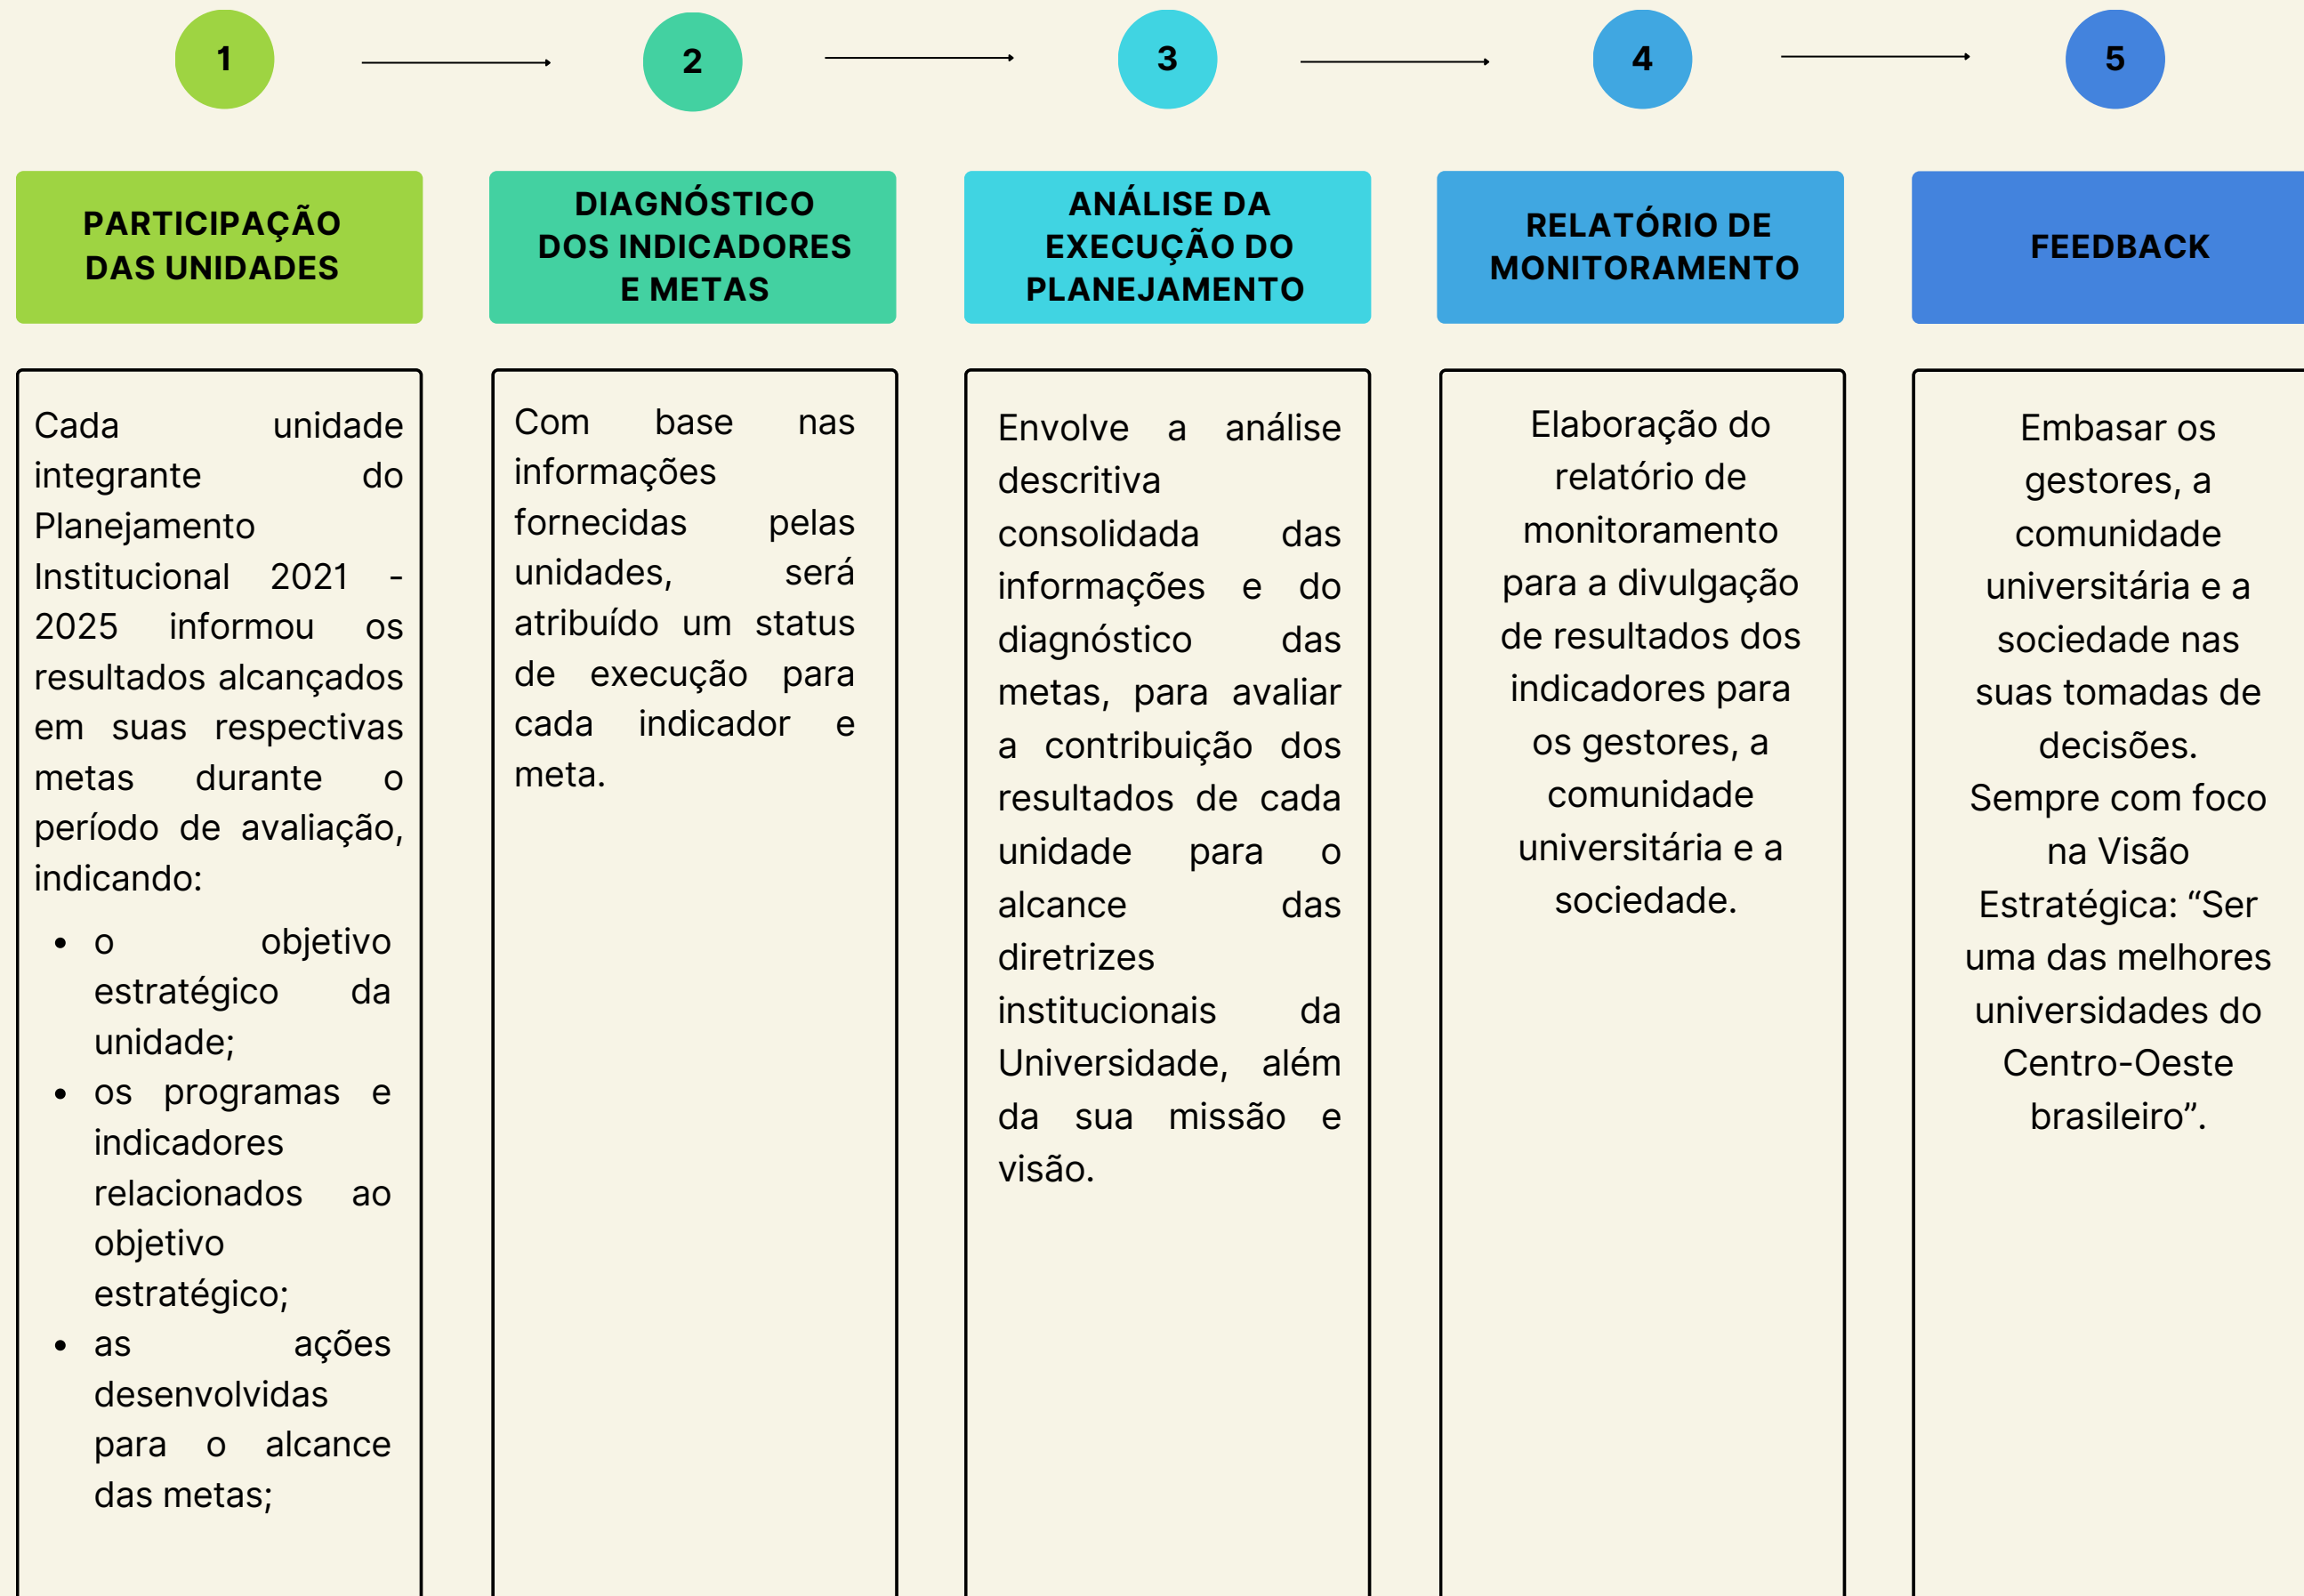 1
2
3
4
5
PARTICIPAÇÃO
DAS UNIDADES
DIAGNÓSTICO
DOS INDICADORES
E METAS
ANÁLISE DA
EXECUÇÃO DO
PLANEJAMENTO
RELATÓRIO DE
MONITORAMENTO
FEEDBACK
Cada unidade
integrante do
Planejamento
Institucional 2021 -
2025 informou os
resultados alcançados
em suas respectivas
metas durante o
período de avaliação,
indicando:
• o objetivo
estratégico da
unidade;
• os programas e
indicadores
relacionados ao
objetivo
estratégico;
• as ações
desenvolvidas
para o alcance
das metas;
Com base nas
informações
fornecidas pelas
unidades, será
atribuído um status
de execução para
cada indicador e
meta.
Envolve a análise
descritiva
consolidada das
informações e do
diagnóstico das
metas, para avaliar
a contribuição dos
resultados de cada
unidade para o
alcance das
diretrizes
institucionais da
Universidade, além
da sua missão e
visão.
Elaboração do
relatório de
monitoramento
para a divulgação
de resultados dos
indicadores para
os gestores, a
comunidade
universitária e a
sociedade.
Embasar os
gestores, a
comunidade
universitária e a
sociedade nas
suas tomadas de
decisões.
Sempre com foco
na Visão
Estratégica: “Ser
uma das melhores
universidades do
Centro-Oeste
brasileiro”.